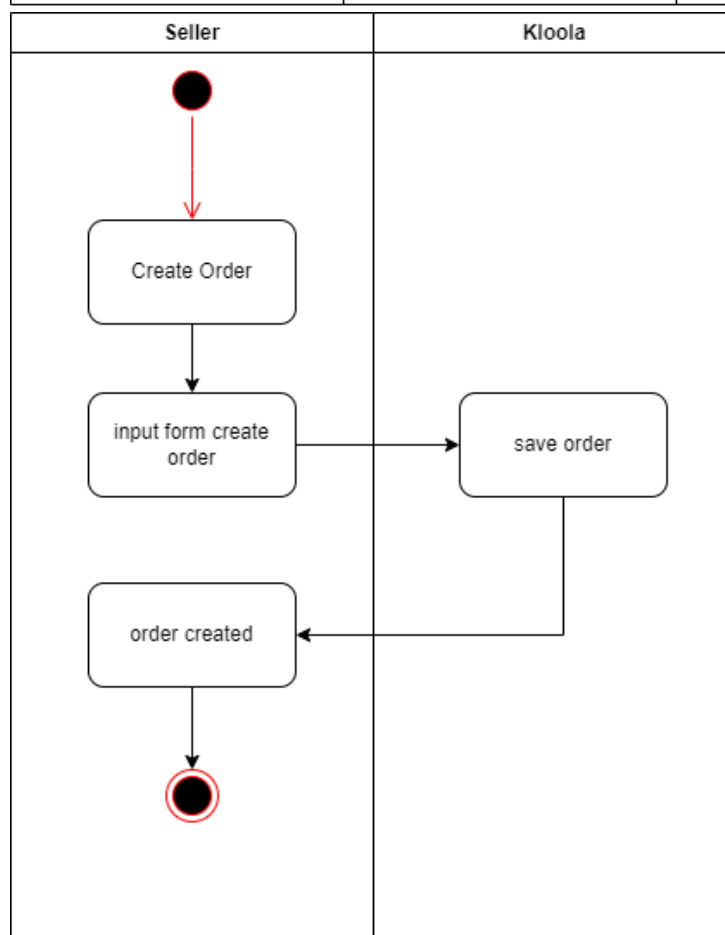 Seller
Kloola
Create Order
input form create
order
save order
order created